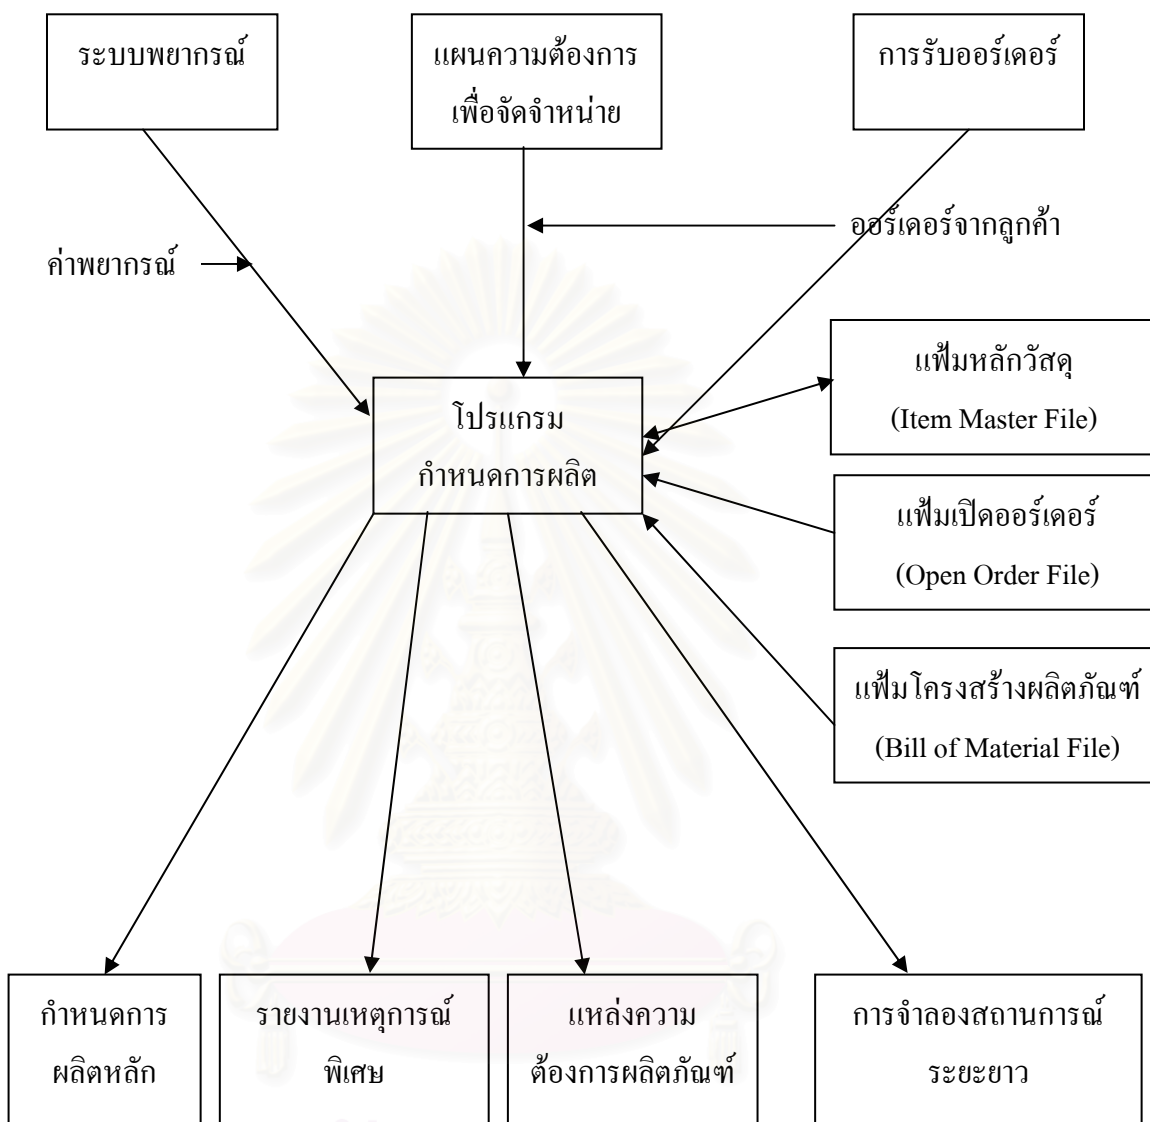 ระบบพยากรณ์
แผนความต้องการ
เพื่อจัดจำหน่าย
การรับออร์เดอร์
ออร์เดอร์จากลูกค้า
ค่าพยากรณ์
แฟ้มหลักวัสดุ
(Item Master File)
โปรแกรม
กำหนดการผลิต
แฟ้มเปิดออร์เดอร์
(Open Order File)
แฟ้มโครงสร้างผลิตภัณฑ์
(Bill of Material File)
กำหนดการ
ผลิตหลัก
รายงานเหตุการณ์
พิเศษ
แหล่งความ
ต้องการผลิตภัณฑ์
การจำลองสถานการณ์
ระยะยาว